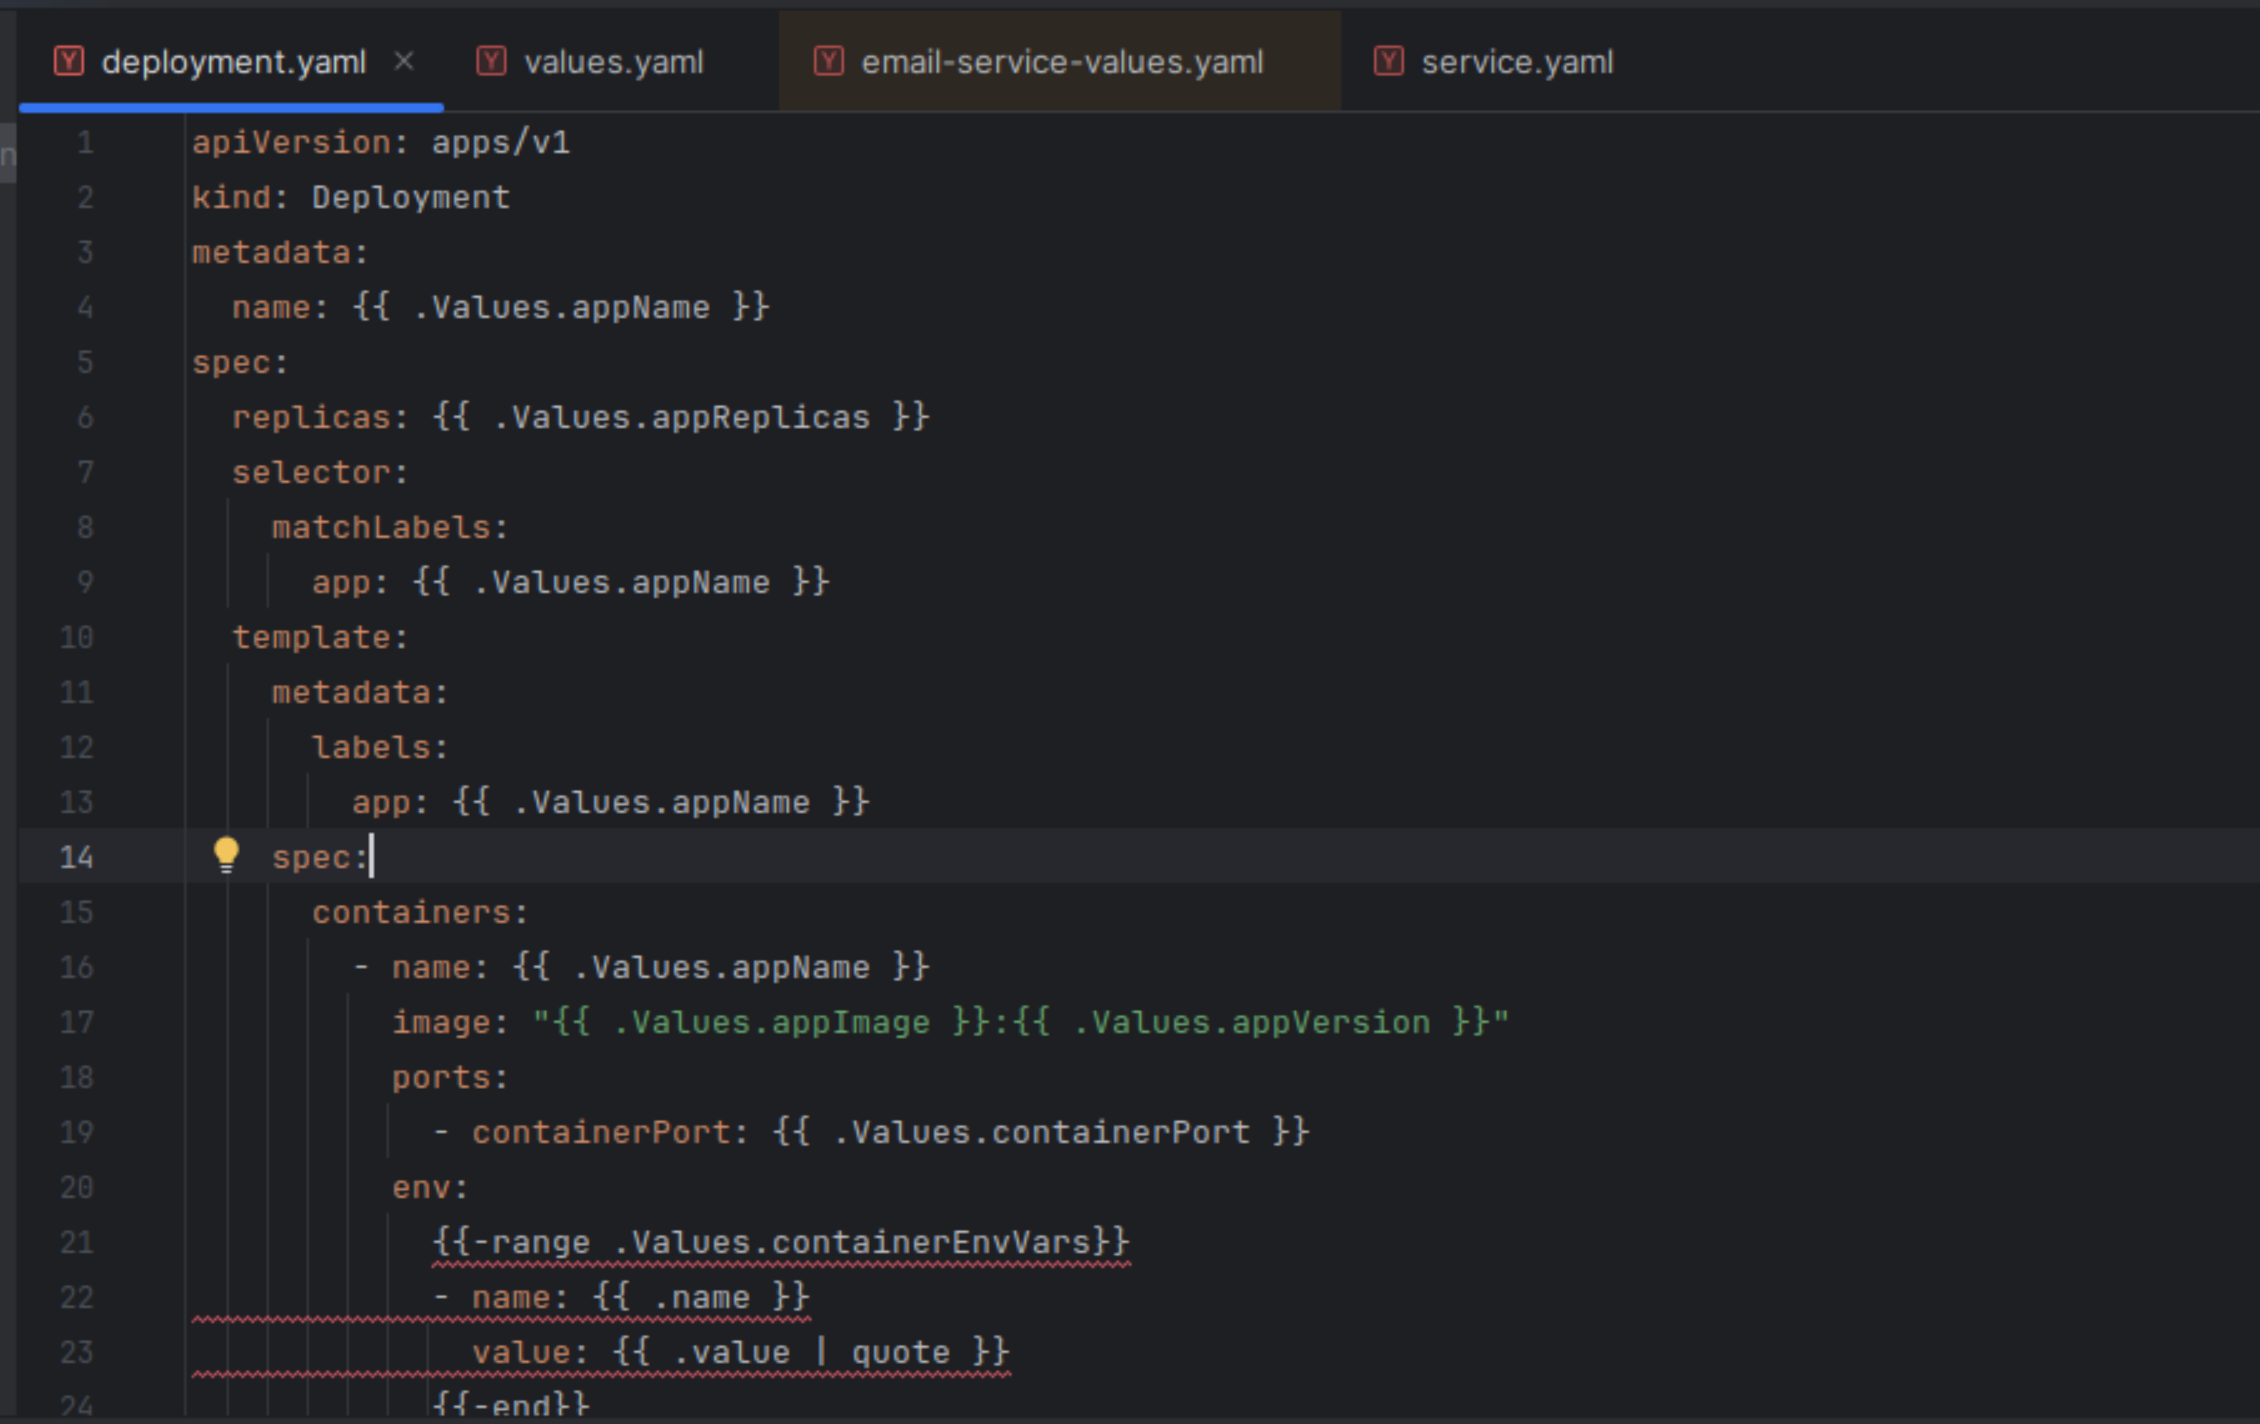 deployment.yaml × values.yaml email-service-values.yaml service.yaml
n
1 apiVersion: apps/v1
2 kind: Deployment
3 metadata:
4   name: {{ .Values.appName }}
5 spec:
6   replicas: {{ .Values.appReplicas }}
7   selector:
8     matchLabels:
9       app: {{ .Values.appName }}
10   template:
11     metadata:
12       labels:
13         app: {{ .Values.appName }}
14     spec:
15       containers:
16         - name: {{ .Values.appName }}
17           image: "{{ .Values.appImage }}:{{ .Values.appVersion }}"
18           ports:
19             - containerPort: {{ .Values.containerPort }}
20           env:
21             {{-range .Values.containerEnvVars}}
22             - name: {{ .name }}
23               value: {{ .value | quote }}
24             {{-end}}